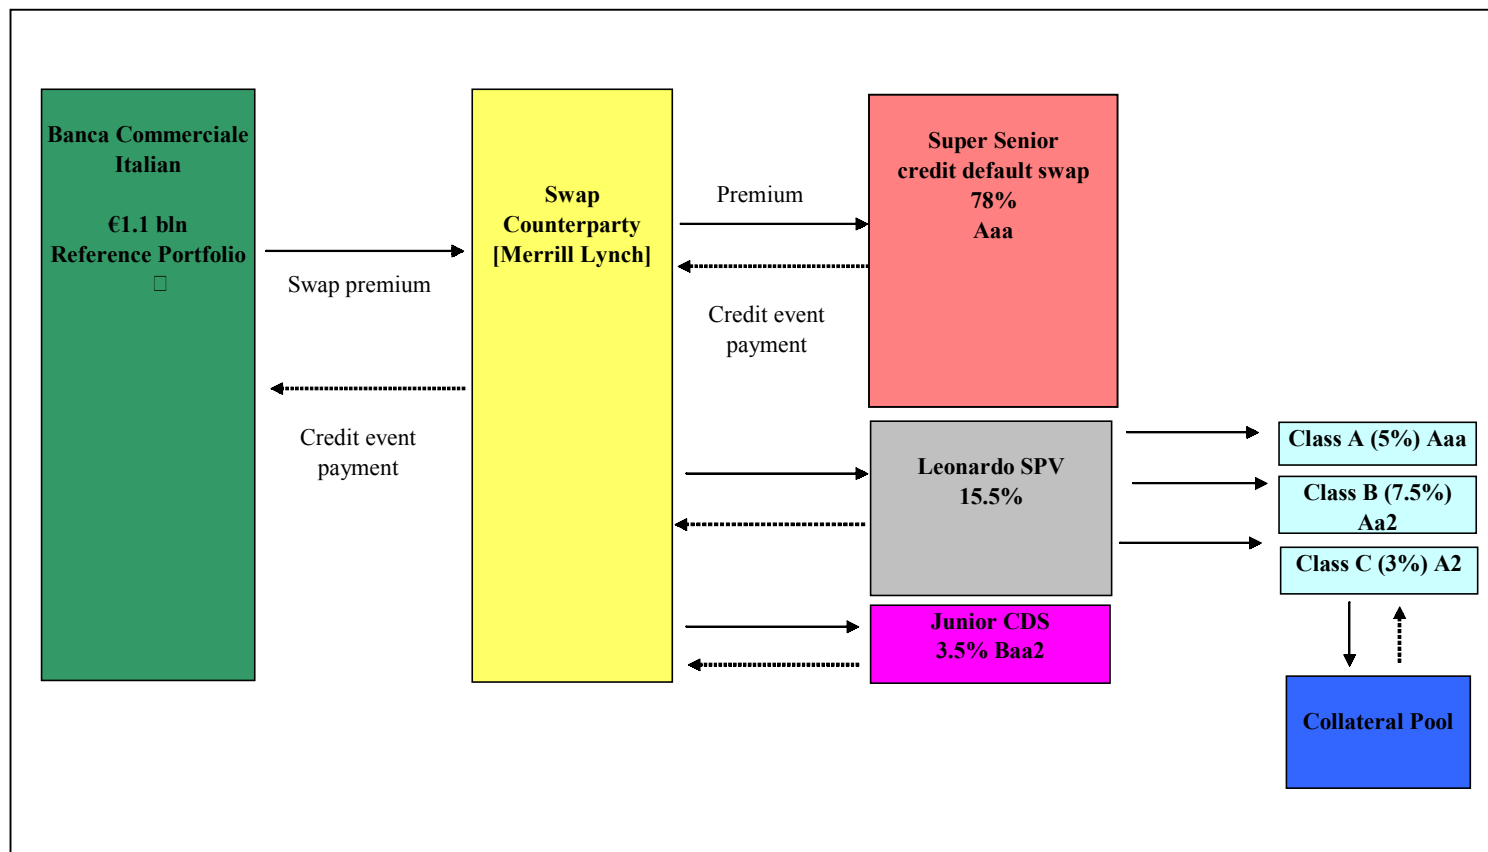 Banca Commerciale
Italian
€1.1 bln
Reference Portfolio
Swap premium
Credit event
payment
Swap
Counterparty
[Merrill Lynch]
Premium
Credit event
payment
Super Senior
credit default swap
78%
Aaa
Leonardo SPV
15.5%
Junior CDS
3.5% Baa2
Class A (5%) Aaa
Class B (7.5%)
Aa2
Class C (3%) A2
Collateral Pool